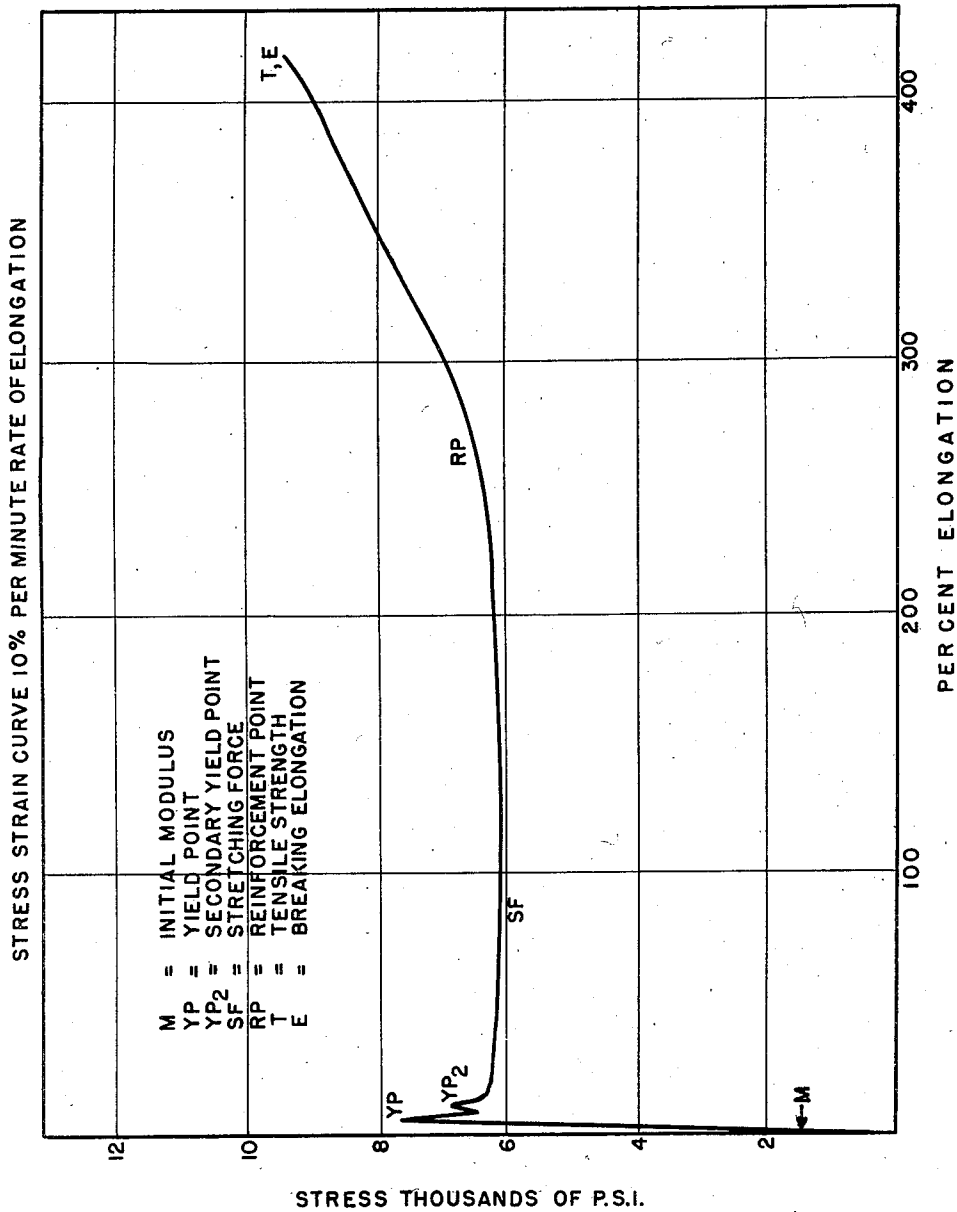 STRESS STRAIN CURVE 10% PER MINUTE RATE OF ELONGATION
M = INITIAL MODULUS
YP = YIELD POINT
YP2 = SECONDARY YIELD POINT
SF = STRETCHING FORCE
RP = REINFORCEMENT POINT
T = TENSILE STRENGTH
E = BREAKING ELONGATION
T, E
RP
SF
YP
YP2
M
12
10
8
6
4
2
STRESS THOUSANDS OF P.S.I.
100
200
300
400
PER CENT ELONGATION